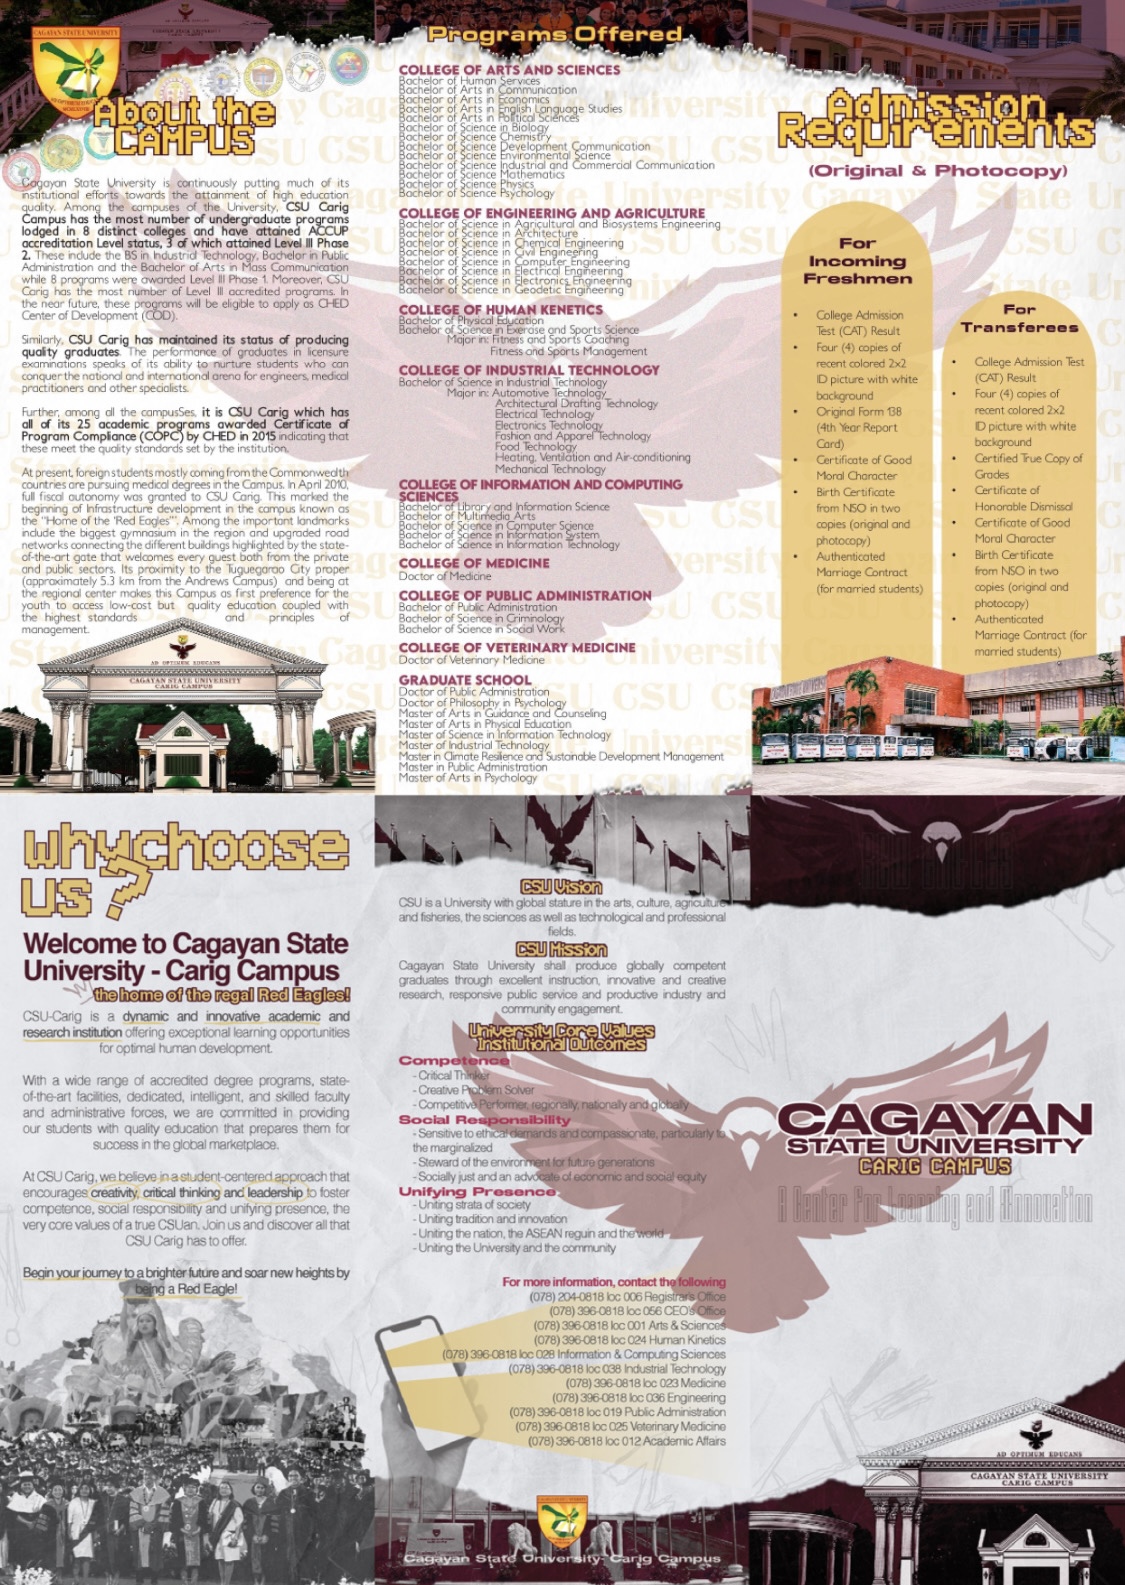 CAGAYAN STATE UNIVERSITY
About the
CAMPUS
Cagayan State University is continuously putting much of its
institutional efforts towards the attainment of high education
quality. Among the campuses of the University, CSU Carig
Campus has the most number of undergraduate programs
lodged in 8 distinct colleges and have attained ACCUP
accreditation Level status, 3 of which attained Level III Phase
2. These include the BS in Industrial Technology, Bachelor in Public
Administration and the Bachelor of Arts in Mass Communication
while 8 programs were awarded Level III Phase 1. Moreover, CSU
Carig has the most number of Level III accredited programs. In
the near future, these programs will be eligible to apply as CHED
Center of Development (COD).
Similarly, CSU Carig has maintained its status of producing
quality graduates. The performance of graduates in licensure
examinations speaks of its ability to nurture students who can
conquer the national and international arena for engineers, medical
practitioners and other specialists.
Further, among all the campusSes, it is CSU Carig which has
all of its 25 academic programs awarded Certificate of
Program Compliance (COPC) by CHED in 2015 indicating that
these meet the quality standards set by the institution.
At present, foreign students mostly coming from the Commonwealth
countries are pursuing medical degrees in the Campus. In April 2010,
full fiscal autonomy was granted to CSU Carig. This marked the
beginning of Infrastructure development in the campus known as
the "Home of the 'Red Eagles'". Among the important landmarks
include the biggest gymnasium in the region and upgraded road
networks connecting the different buildings highlighted by the state-
of-the-art gate that welcomes every guest both from the private
and public sectors. Its proximity to the Tuguegarao City proper
(approximately 5.3 km from the Andrews Campus) and being at
the regional center makes this Campus as first preference for the
youth to access low-cost but quality education coupled with
the highest standards and principles of
management.
AD OPTIMUM EDUCANS
CAGAYAN STATE UNIVERSITY
CARIG CAMPUS
Programs Offered
COLLEGE OF ARTS AND SCIENCES
Bachelor of Human Services
Bachelor of Arts in Communication
Bachelor of Arts in Economics
Bachelor of Arts in English Language Studies
Bachelor of Arts in Political Sciences
Bachelor of Science in Biology
Bachelor of Science Chemistry
Bachelor of Science Development Communication
Bachelor of Science Environmental Science
Bachelor of Science Industrial and Commercial Communication
Bachelor of Science Mathematics
Bachelor of Science Physics
Bachelor of Science Psychology
COLLEGE OF ENGINEERING AND AGRICULTURE
Bachelor of Science in Agricultural and Biosystems Engineering
Bachelor of Science in Architecture
Bachelor of Science in Chemical Engineering
Bachelor of Science in Civil Engineering
Bachelor of Science in Computer Engineering
Bachelor of Science in Electrical Engineering
Bachelor of Science in Electronics Engineering
Bachelor of Science in Geodetic Engineering
COLLEGE OF HUMAN KENETICS
Bachelor of Physical Education
Bachelor of Science in Exercise and Sports Science
Major in: Fitness and Sports Coaching
Fitness and Sports Management
COLLEGE OF INDUSTRIAL TECHNOLOGY
Bachelor of Science in Industrial Technology
Major in: Automotive Technology
Architectural Drafting Technology
Electrical Technology
Electronics Technology
Fashion and Apparel Technology
Food Technology
Heating, Ventilation and Air-conditioning
Mechanical Technology
COLLEGE OF INFORMATION AND COMPUTING
SCIENCES
Bachelor of Library and Information Science
Bachelor of Multimedia Arts
Bachelor of Science in Computer Science
Bachelor of Science in Information System
Bachelor of Science in Information Technology
COLLEGE OF MEDICINE
Doctor of Medicine
COLLEGE OF PUBLIC ADMINISTRATION
Bachelor of Public Administration
Bachelor of Science in Criminology
Bachelor of Science in Social Work
COLLEGE OF VETERINARY MEDICINE
Doctor of Veterinary Medicine
GRADUATE SCHOOL
Doctor of Public Administration
Doctor of Philosophy in Psychology
Master of Arts in Guidance and Counseling
Master of Arts in Physical Education
Master of Science in Information Technology
Master of Industrial Technology
Master in Climate Resilience and Sustainable Development Management
Master in Public Administration
Master of Arts in Psychology
Admission
Requirements
(Original & Photocopy)
For
Incoming
Freshmen
• College Admission
Test (CAT) Result
• Four (4) copies of
recent colored 2x2
ID picture with white
background
• Original Form 138
(4th Year Report
Card)
• Certificate of Good
Moral Character
• Birth Certificate
from NSO in two
copies (original and
photocopy)
• Authenticated
Marriage Contract
(for married students)
For
Transferees
• College Admission Test
(CAT) Result
• Four (4) copies of
recent colored 2x2
ID picture with white
background
• Certified True Copy of
Grades
• Certificate of
Honorable Dismissal
• Certificate of Good
Moral Character
• Birth Certificate
from NSO in two
copies (original and
photocopy)
• Authenticated
Marriage Contract (for
married students)
why choose
us?
Welcome to Cagayan State
University - Carig Campus
the home of the regal Red Eagles!
CSU-Carig is a dynamic and innovative academic and
research institution offering exceptional learning opportunities
for optimal human development.
With a wide range of accredited degree programs, state-
of-the-art facilities, dedicated, intelligent, and skilled faculty
and administrative forces, we are committed in providing
our students with quality education that prepares them for
success in the global marketplace.
At CSU Carig, we believe in a student-centered approach that
encourages creativity, critical thinking and leadership to foster
competence, social responsibility and unifying presence, the
very core values of a true CSUan. Join us and discover all that
CSU Carig has to offer.
Begin your journey to a brighter future and soar new heights by
being a Red Eagle!
CSU Vision
CSU is a University with global stature in the arts, culture, agriculture
and fisheries, the sciences as well as technological and professional
fields.
CSU Mission
Cagayan State University shall produce globally competent
graduates through excellent instruction, innovative and creative
research, responsive public service and productive industry and
community engagement.
University Core Values
Institutional Outcomes
Competence
- Critical Thinker
- Creative Problem Solver
- Competitive Performer, regionally, nationally and globally
Social Responsibility
- Sensitive to ethical demands and compassionate, particularly to
the marginalized
- Steward of the environment for future generations
- Socially just and an advocate of economic and social equity
Unifying Presence
- Uniting strata of society
- Uniting tradition and innovation
- Uniting the nation, the ASEAN reguin and the world
- Uniting the University and the community
For more information, contact the following
(078) 204-0818 loc 006 Registrar's Office
(078) 396-0818 loc 056 CEO's Office
(078) 396-0818 loc 001 Arts & Sciences
(078) 396-0818 loc 024 Human Kinetics
(078) 396-0818 loc 028 Information & Computing Sciences
(078) 396-0818 loc 038 Industrial Technology
(078) 396-0818 loc 023 Medicine
(078) 396-0818 loc 036 Engineering
(078) 396-0818 loc 019 Public Administration
(078) 396-0818 loc 025 Veterinary Medicine
(078) 396-0818 loc 012 Academic Affairs
Cagayan State University- Carig Campus
CAGAYAN
STATE UNIVERSITY
CARIG CAMPUS
A Center For Learning and INnovation
AD OPTIMUM EDUCANS
CAGAYAN STATE UNIVERSITY
CARIG CAMPUS